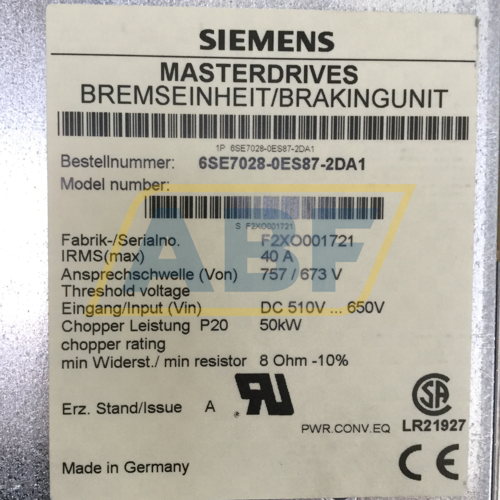 SIEMENS
MASTERDRIVES
BREMSEINHEIT/BRAKINGUNIT
1P 6SE7028-0ES87-2DA1
Bestellnummer: 6SE7028-0ES87-2DA1
Model number:
S F2XO001721
Fabrik-/Serialno. F2XO001721
IRMS(max) 40 A
Ansprechschwelle (Von) 757 / 673 V
Threshold voltage
Eingang/Input (Vin) DC 510V ... 650V
Chopper Leistung P20 50kW
chopper rating
min Widerst./ min resistor 8 Ohm -10%
Erz. Stand/Issue A
PWR.CONV.EQ
LR21927
Made in Germany
ABF
RU
SA
CE